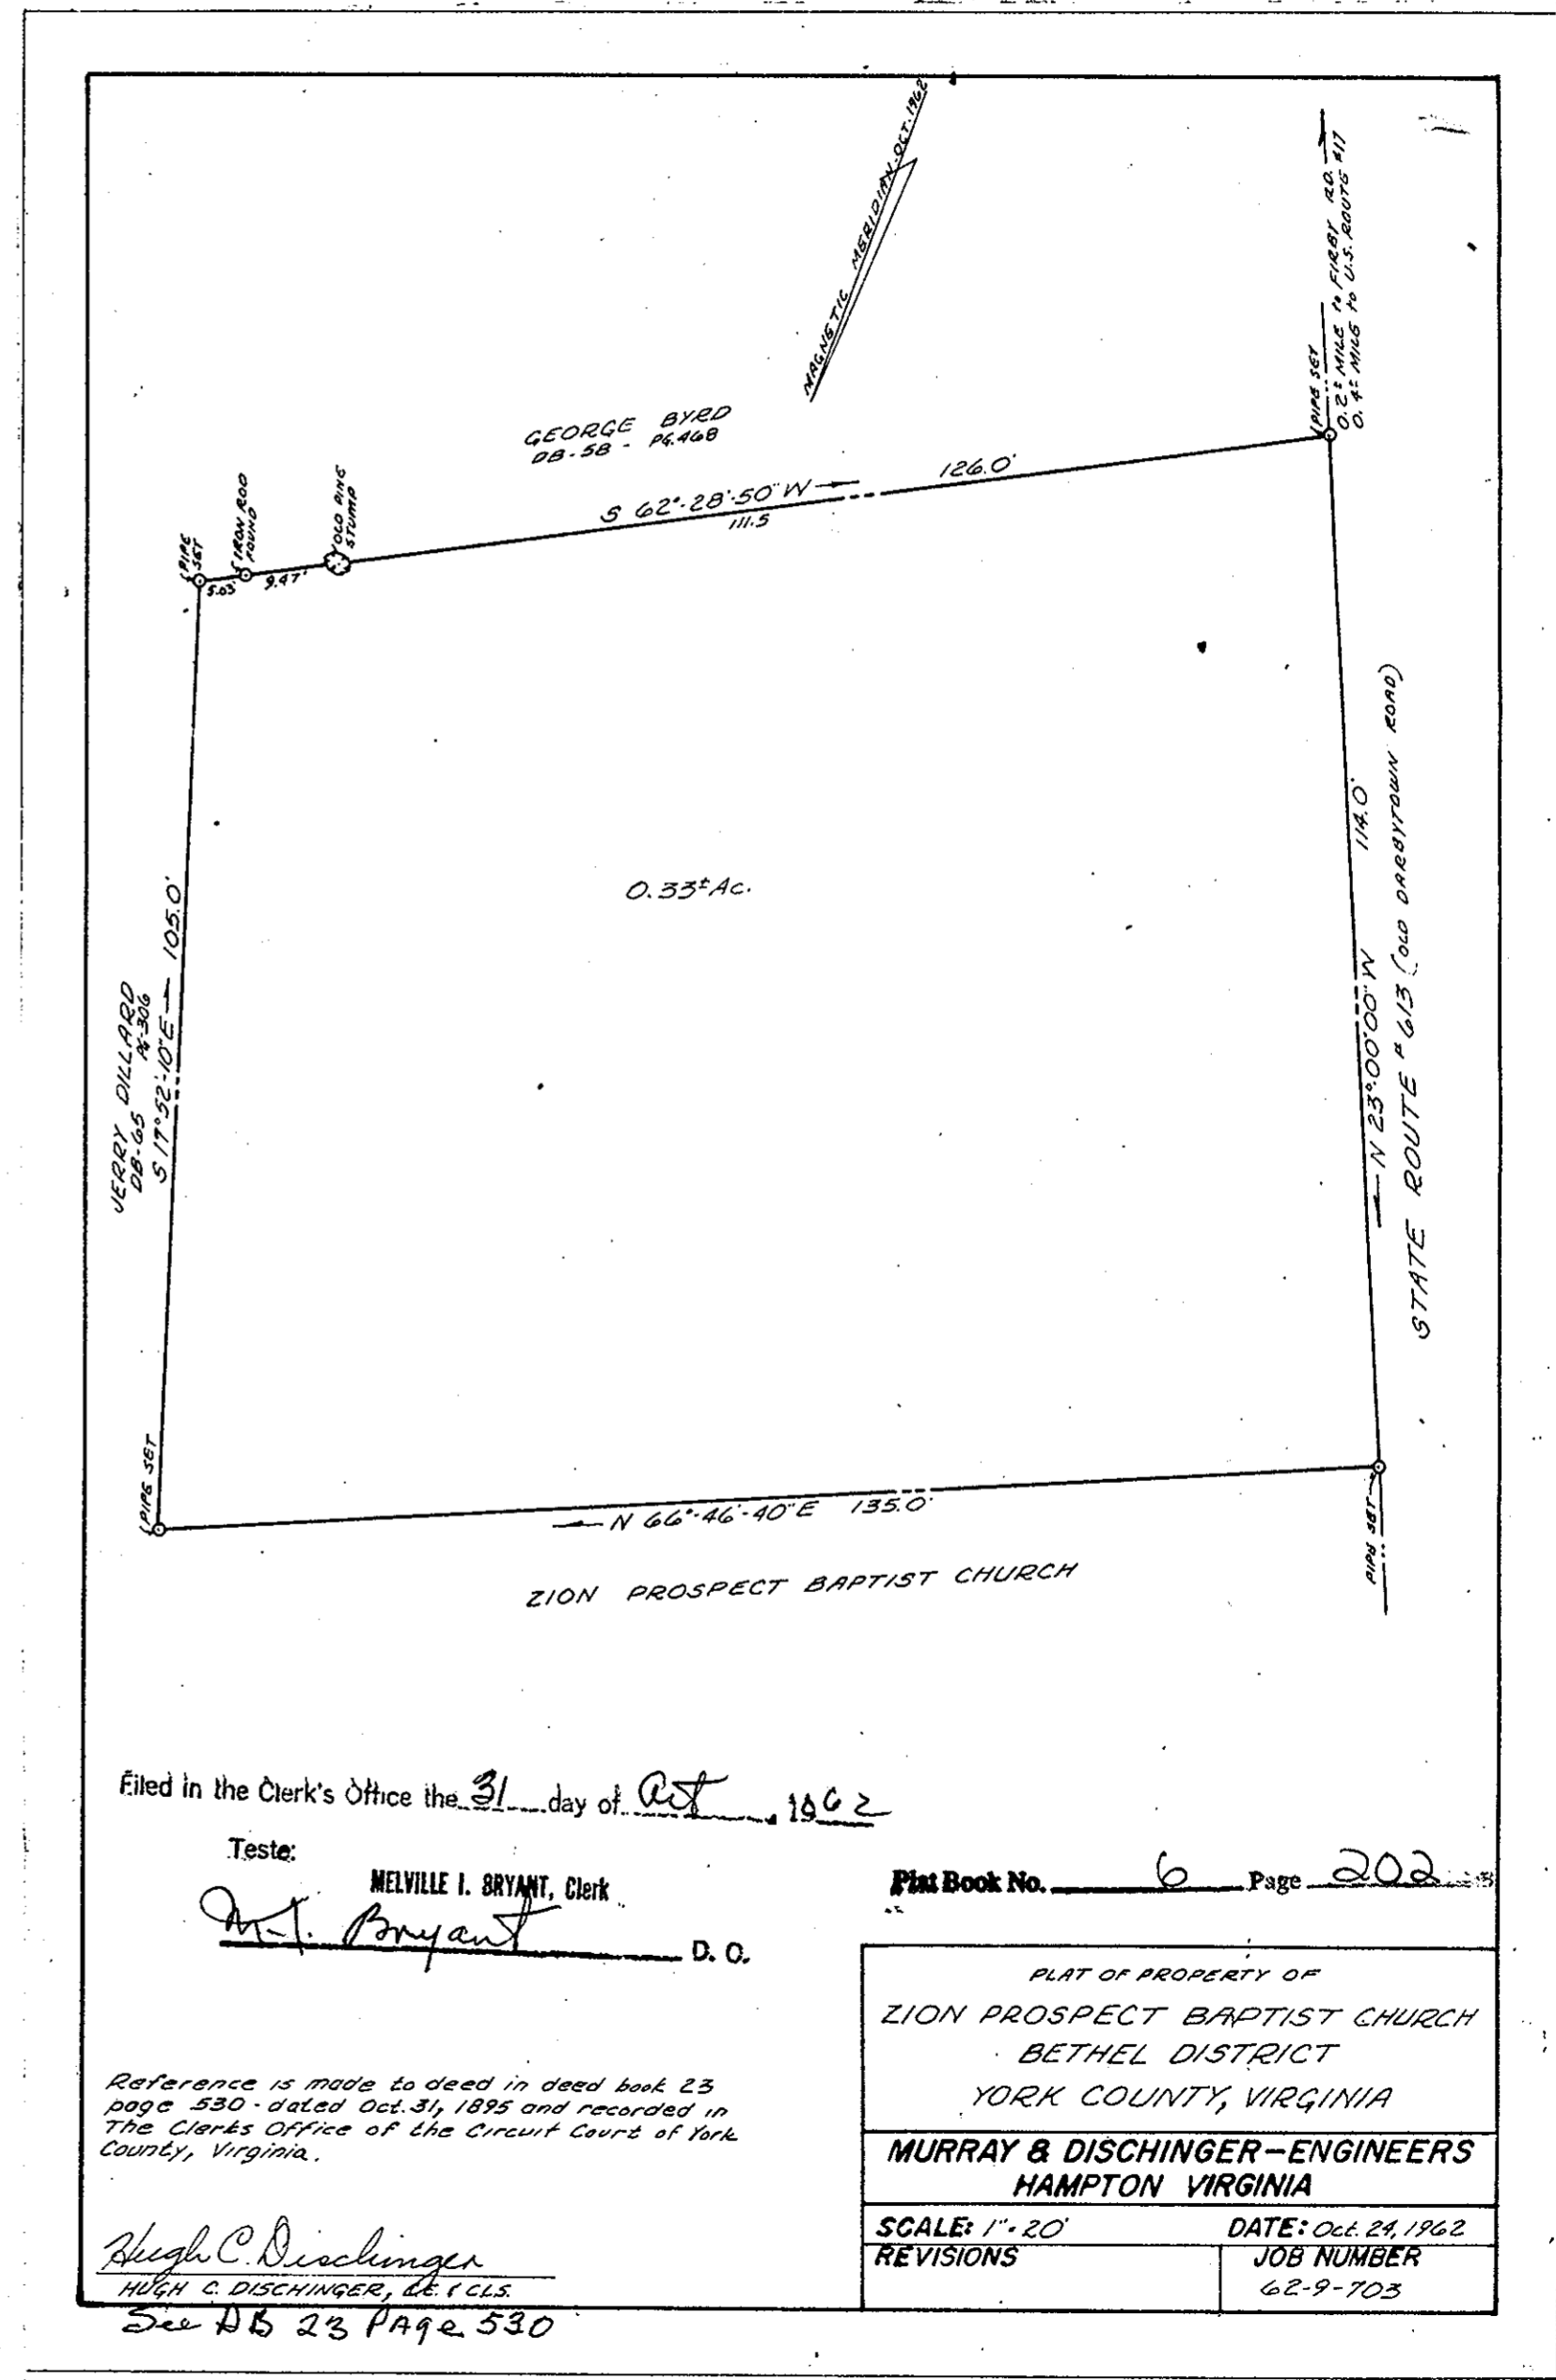 MAGNETIC MERIDIAN-OCT. 1962
0.2± MILE to FIRBY RD.
0.4± MILE to U.S. ROUTE #17
PIPE SET
GEORGE BYRD
DB-58 - PG.468
S 62°-28'-50" W
126.0'
111.5
PIPE
SET
IRON ROD
FOUND
OLD PINE
STUMP
5.03'
9.47'
0.33± Ac.
JERRY DILLARD
DB-65 PG-306
S 17°-52'-10" E 105.0'
N 23°-00'-00" W 114.0'
STATE ROUTE #613 (OLD DARBYTOWN ROAD)
PIPE SET
N 66°-46'-40" E 135.0'
PIPE SET
ZION PROSPECT BAPTIST CHURCH
Filed in the Clerk's Office the 31 day of Oct, 1962
Teste:
MELVILLE I. BRYANT, Clerk
M.I. Bryant D. C.
Plat Book No. 6 Page 202
Reference is made to deed in deed book 23
page 530 - dated Oct. 31, 1895 and recorded in
The Clerks Office of the Circuit Court of York
County, Virginia.
Hugh C. Dischinger
HUGH C. DISCHINGER, C.E. & C.L.S.
See DB 23 PAge 530
PLAT OF PROPERTY OF
ZION PROSPECT BAPTIST CHURCH
BETHEL DISTRICT
YORK COUNTY, VIRGINIA
MURRAY & DISCHINGER-ENGINEERS
HAMPTON VIRGINIA
SCALE: 1"=20' DATE: Oct. 24, 1962
REVISIONS JOB NUMBER
62-9-703